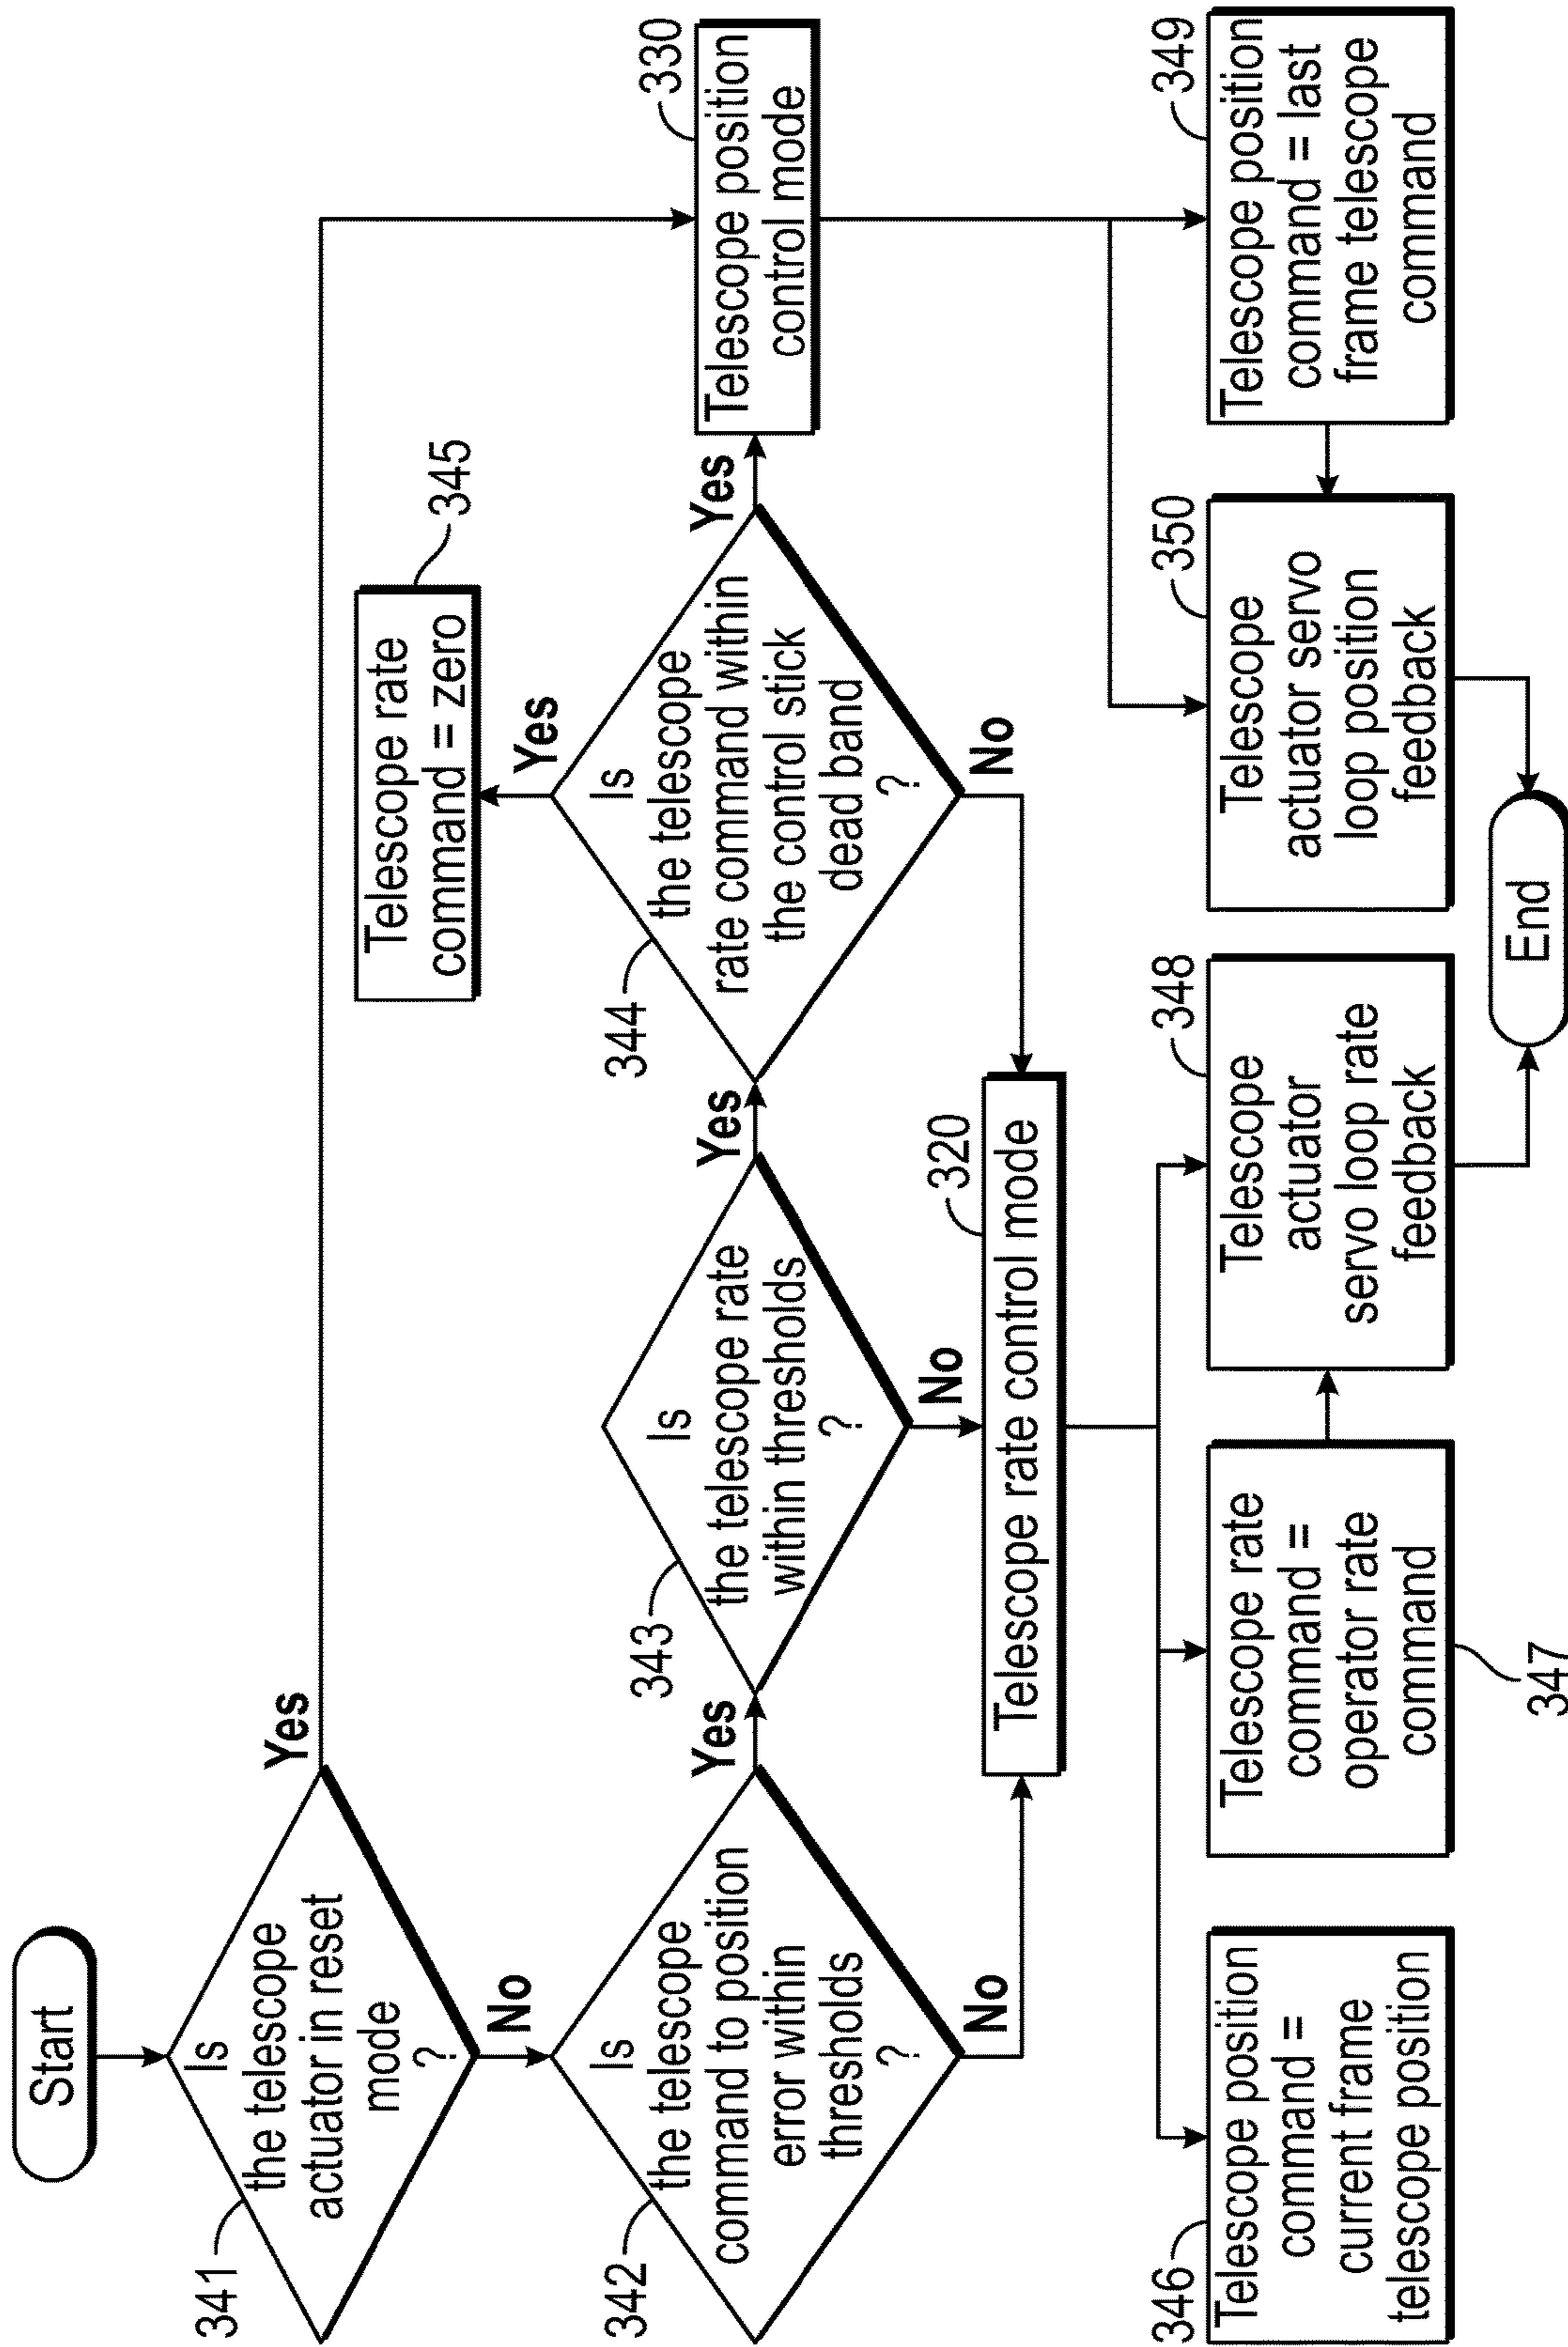 Start
341
Is
the telescope
actuator in reset
mode
?
Yes
No
342
Is
the telescope
command to position
error within
thresholds
?
Yes
No
343
Is
the telescope rate
within thresholds
?
Yes
No
344
Is
the telescope
rate command within
the control stick
dead band
?
Yes
Yes
No
345
Telescope rate
command = zero
330
Telescope position
control mode
320
Telescope rate control mode
346
Telescope position
command =
current frame
telescope position
347
Telescope rate
command =
operator rate
command
348
Telescope
actuator
servo loop rate
feedback
350
Telescope
actuator servo
loop position
feedback
349
Telescope position
command = last
frame telescope
command
End